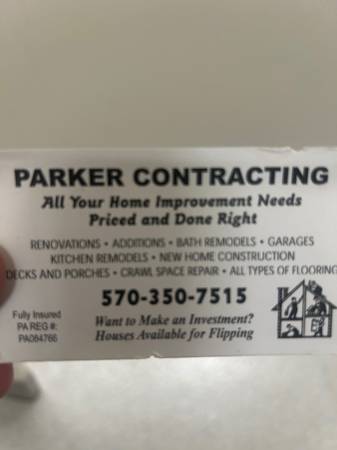 PARKER CONTRACTING
All Your Home Improvement Needs
Priced and Done Right
RENOVATIONS • ADDITIONS • BATH REMODELS • GARAGES
KITCHEN REMODELS • NEW HOME CONSTRUCTION
DECKS AND PORCHES • CRAWL SPACE REPAIR • ALL TYPES OF FLOORING
570-350-7515
Fully Insured
PA REG #:
PA064766
Want to Make an Investment?
Houses Available for Flipping